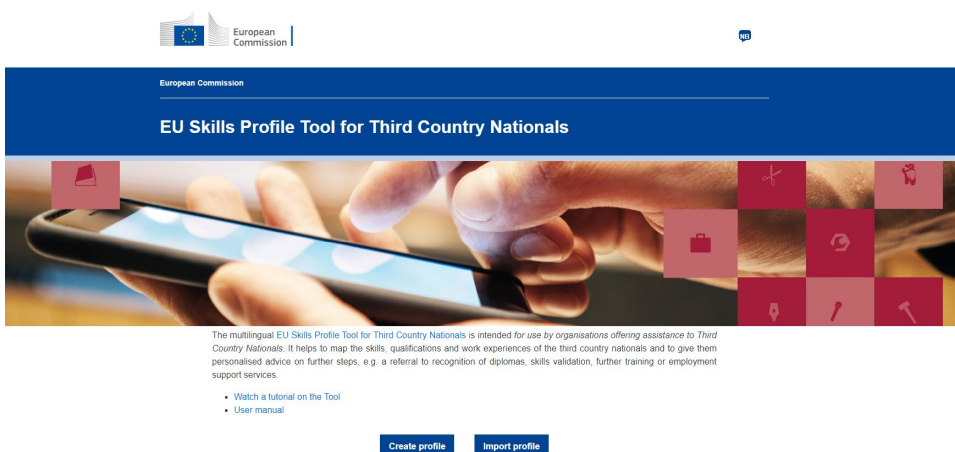 European
Commission
NB
European Commission
EU Skills Profile Tool for Third Country Nationals
The multilingual EU Skills Profile Tool for Third Country Nationals is intended for use by organisations offering assistance to Third
Country Nationals. It helps to map the skills, qualifications and work experiences of the third country nationals and to give them
personalised advice on further steps, e.g. a referral to recognition of diplomas, skills validation, further training or employment
support services.
• Watch a tutorial on the Tool
• User manual
Create profile
Import profile